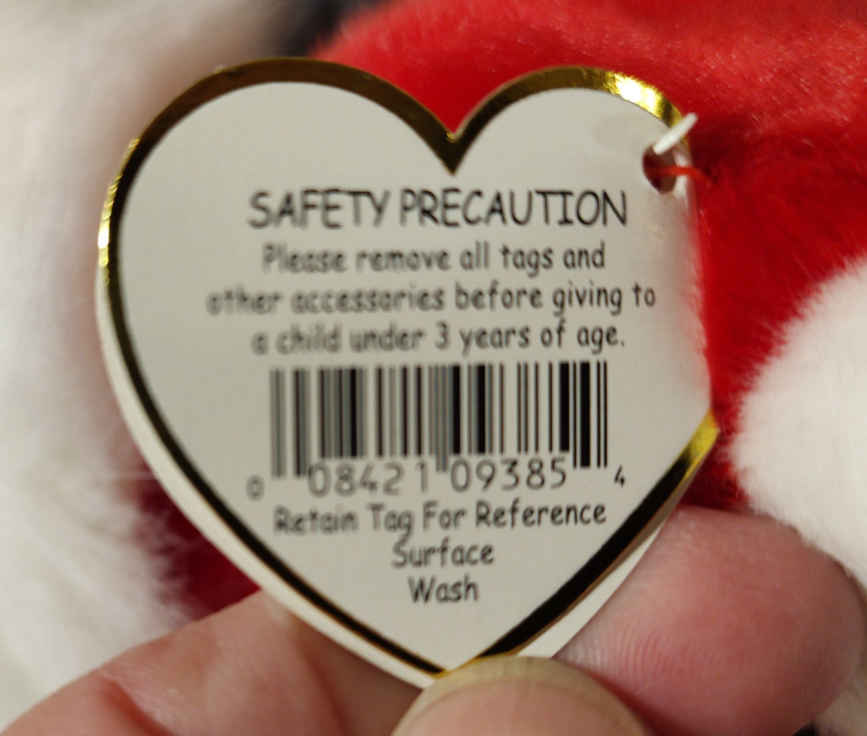 SAFETY PRECAUTION
Please remove all tags and
other accessories before giving to
a child under 3 years of age.
0 08421 09385 4
Retain Tag For Reference
Surface
Wash